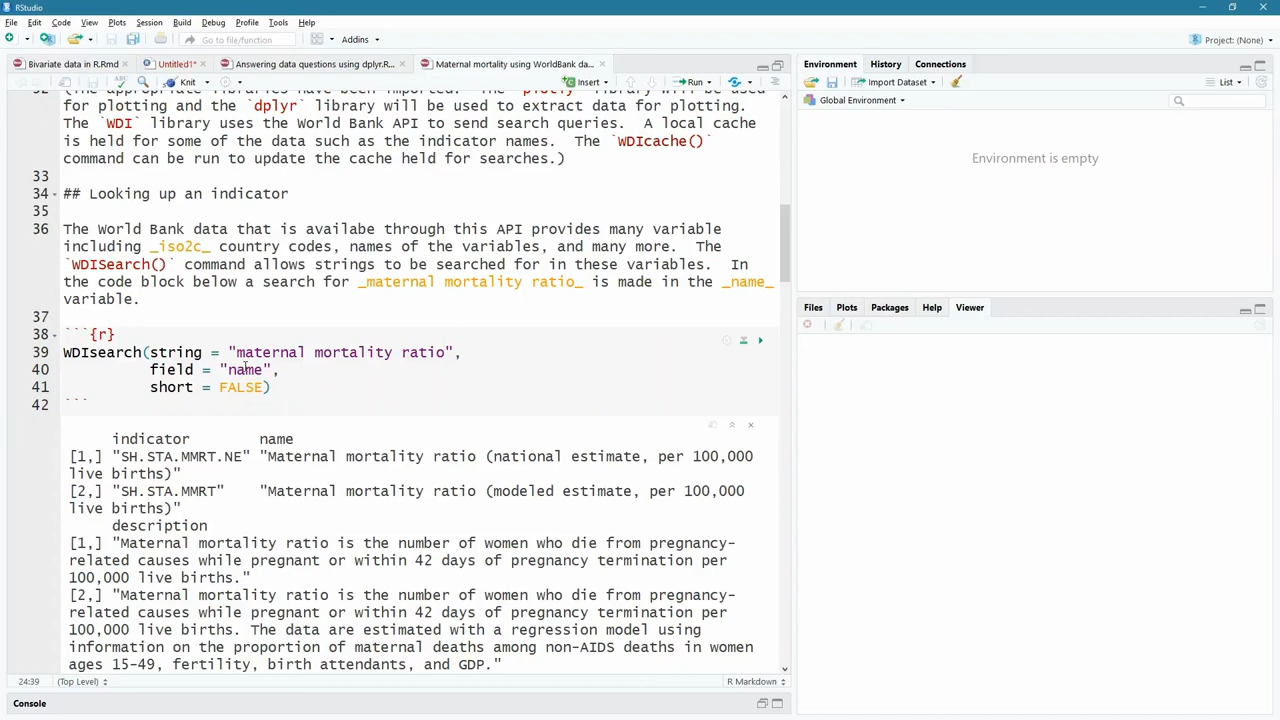 RStudio
File Edit Code View Plots Session Build Debug Profile Tools Help
Go to file/function Addins Project: (None)
Bivariate data in R.Rmd Untitled1* Answering data questions using dplyr.R... Maternal mortality using WorldBank da...
Environment History Connections
Knit Insert Run
Import Dataset List
Global Environment
Environment is empty
32 (The appropriate libraries have been imported. The `plotly` library will be used
for plotting and the `dplyr` library will be used to extract data for plotting.
The `WDI` library uses the World Bank API to send search queries. A local cache
is held for some of the data such as the indicator names. The `WDIcache()`
command can be run to update the cache held for searches.)
33
34 ## Looking up an indicator
35
36 The World Bank data that is availabe through this API provides many variable
including _iso2c_ country codes, names of the variables, and many more. The
`WDISearch()` command allows strings to be searched for in these variables. In
the code block below a search for _maternal mortality ratio_ is made in the _name_
variable.
37
38 ```{r}
39 WDIsearch(string = "maternal mortality ratio",
40 field = "name",
41 short = FALSE)
42 ```
indicator name
[1,] "SH.STA.MMRT.NE" "Maternal mortality ratio (national estimate, per 100,000
live births)"
[2,] "SH.STA.MMRT" "Maternal mortality ratio (modeled estimate, per 100,000
live births)"
description
[1,] "Maternal mortality ratio is the number of women who die from pregnancy-
related causes while pregnant or within 42 days of pregnancy termination per
100,000 live births."
[2,] "Maternal mortality ratio is the number of women who die from pregnancy-
related causes while pregnant or within 42 days of pregnancy termination per
100,000 live births. The data are estimated with a regression model using
information on the proportion of maternal deaths among non-AIDS deaths in women
ages 15-49, fertility, birth attendants, and GDP."
24:39 (Top Level) R Markdown
Console
Files Plots Packages Help Viewer